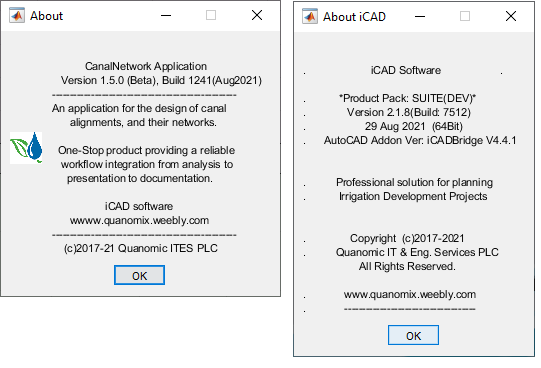 About
CanalNetwork Application
Version 1.5.0 (Beta), Build 1241(Aug2021)
------------------------------------------------
An application for the design of canal
alignments, and their networks.
One-Stop product providing a reliable
workflow integration from analysis to
presentation to documentation.
iCAD software
wwww.quanomix.weebly.com
------------------------------------------------
(c)2017-21 Quanomic ITES PLC
OK
About iCAD
. iCAD Software .
. *Product Pack: SUITE(DEV)*
. Version 2.1.8(Build: 7512)
. 29 Aug 2021 (64Bit)
. AutoCAD Addon Ver: iCADBridge V4.4.1
. Professional solution for planning
. Irrigation Development Projects
. Copyright (c)2017-2021
. Quanomic IT & Eng. Services PLC
All Rights Reserved.
. www.quanomix.weebly.com
. ----------------------------------
OK